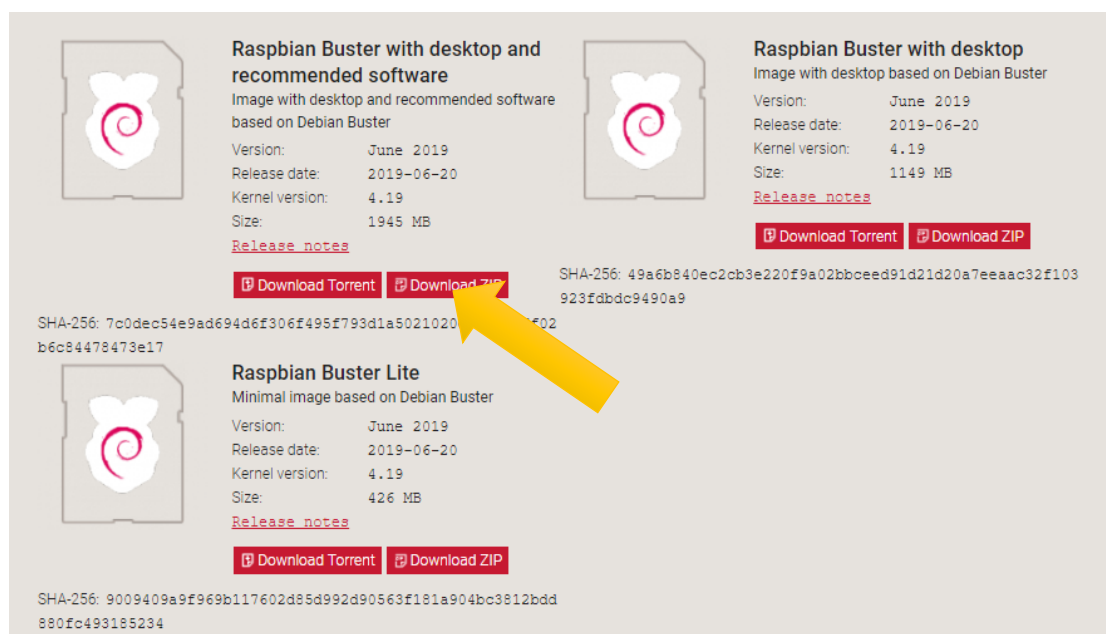 Raspbian Buster with desktop and
recommended software
Image with desktop and recommended software
based on Debian Buster
Version: June 2019
Release date: 2019-06-20
Kernel version: 4.19
Size: 1945 MB
Release notes
Download Torrent Download ZIP
SHA-256:
b6c84478473e17
Raspbian Buster with desktop
Image with desktop based on Debian Buster
Version: June 2019
Release date: 2019-06-20
Kernel version: 4.19
Size: 1149 MB
Release notes
Download Torrent Download ZIP
SHA-256: 49a6b840ec2cb3e220f9a02bbceed91d21d20a7eeaac32f103
923fdbdc9490a9
Raspbian Buster Lite
Minimal image based on Debian Buster
Version: June 2019
Release date: 2019-06-20
Kernel version: 4.19
Size: 426 MB
Release notes
Download Torrent Download ZIP
SHA-256: 9009409a9f969b117602d85d992d90563f181a904bc3812bdd
880fc493185234